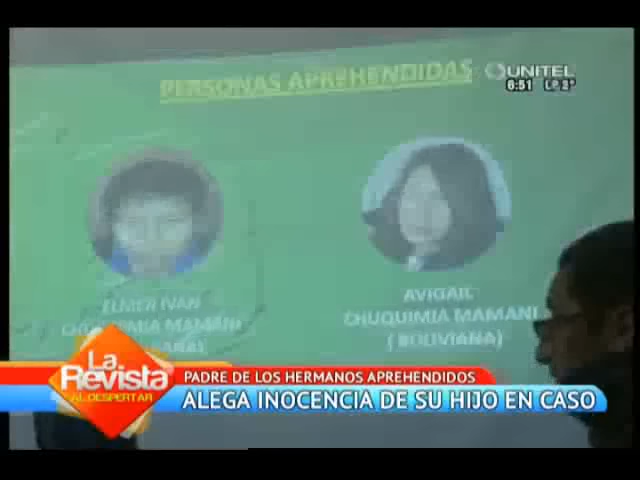 PERSONAS APREHENDIDAS
UNITEL
6:51
ELMER IVAN
CHUQUIMIA MAMANI
AVIGAIL
CHUQUIMIA MAMANI
( BOLIVIANA)
La
Revista
AL DESPERTAR
PADRE DE LOS HERMANOS APREHENDIDOS
ALEGA INOCENCIA DE SU HIJO EN CASO